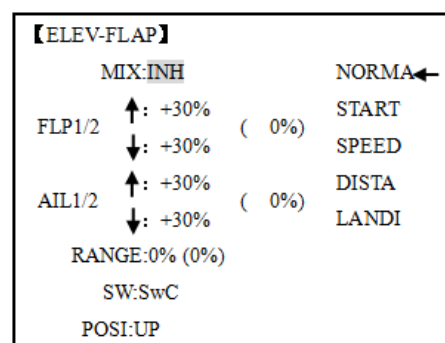 【ELEV-FLAP】
MIX:INH NORMA←
↑: +30% START
FLP1/2 ( 0%)
↓: +30% SPEED
↑: +30% DISTA
AIL1/2 ( 0%)
↓: +30% LANDI
RANGE:0% (0%)
SW:SwC
POSI:UP